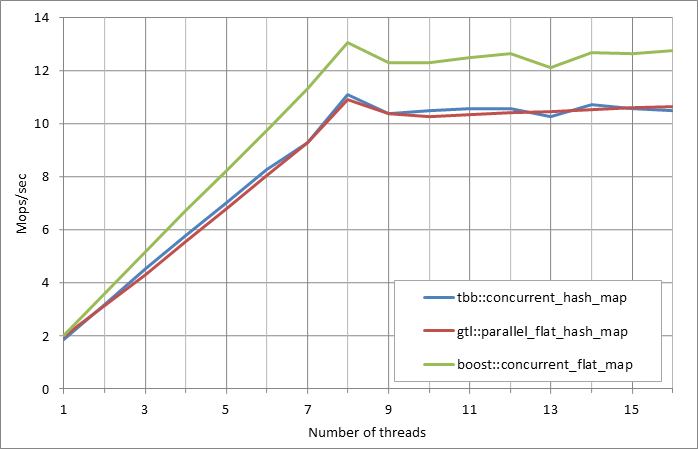 14
12
10
8
6
4
2
0
Mops/sec
tbb::concurrent_hash_map
gtl::parallel_flat_hash_map
boost::concurrent_flat_map
1 3 5 7 9 11 13 15
Number of threads